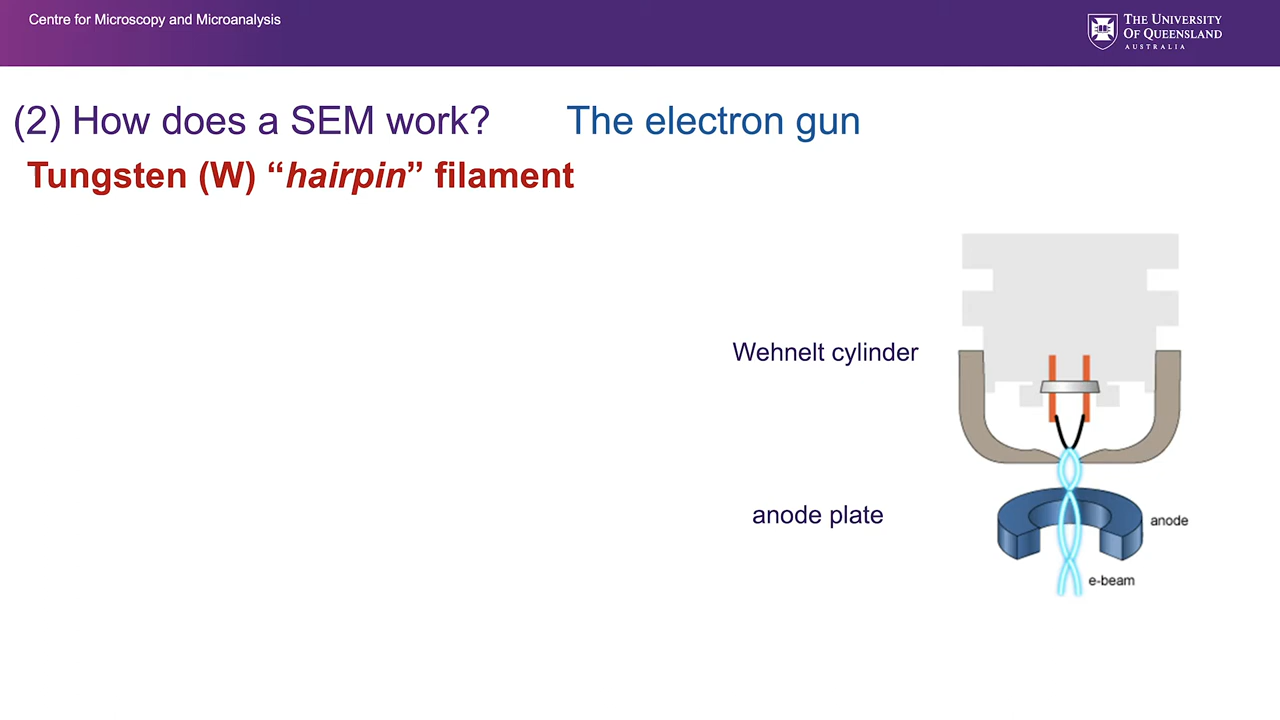 Centre for Microscopy and Microanalysis
THE UNIVERSITY
OF QUEENSLAND
AUSTRALIA
(2) How does a SEM work? The electron gun
Tungsten (W) “hairpin” filament
Wehnelt cylinder
anode plate
anode
e-beam